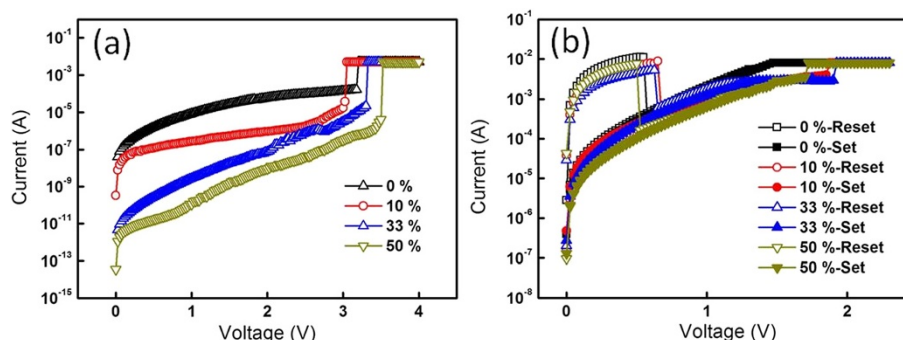 (a)
Current (A)
10⁻¹
10⁻³
10⁻⁵
10⁻⁷
10⁻⁹
10⁻¹¹
10⁻¹³
10⁻¹⁵
0 %
10 %
33 %
50 %
0 1 2 3 4
Voltage (V)
(b)
Current (A)
10⁰
10⁻¹
10⁻²
10⁻³
10⁻⁴
10⁻⁵
10⁻⁶
10⁻⁷
10⁻⁸
0 %-Reset
0 %-Set
10 %-Reset
10 %-Set
33 %-Reset
33 %-Set
50 %-Reset
50 %-Set
0 1 2
Voltage (V)